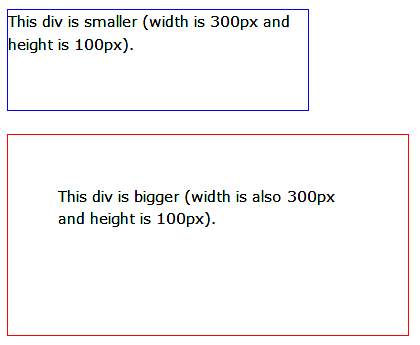 This div is smaller (width is 300px and
height is 100px).
This div is bigger (width is also 300px
and height is 100px).